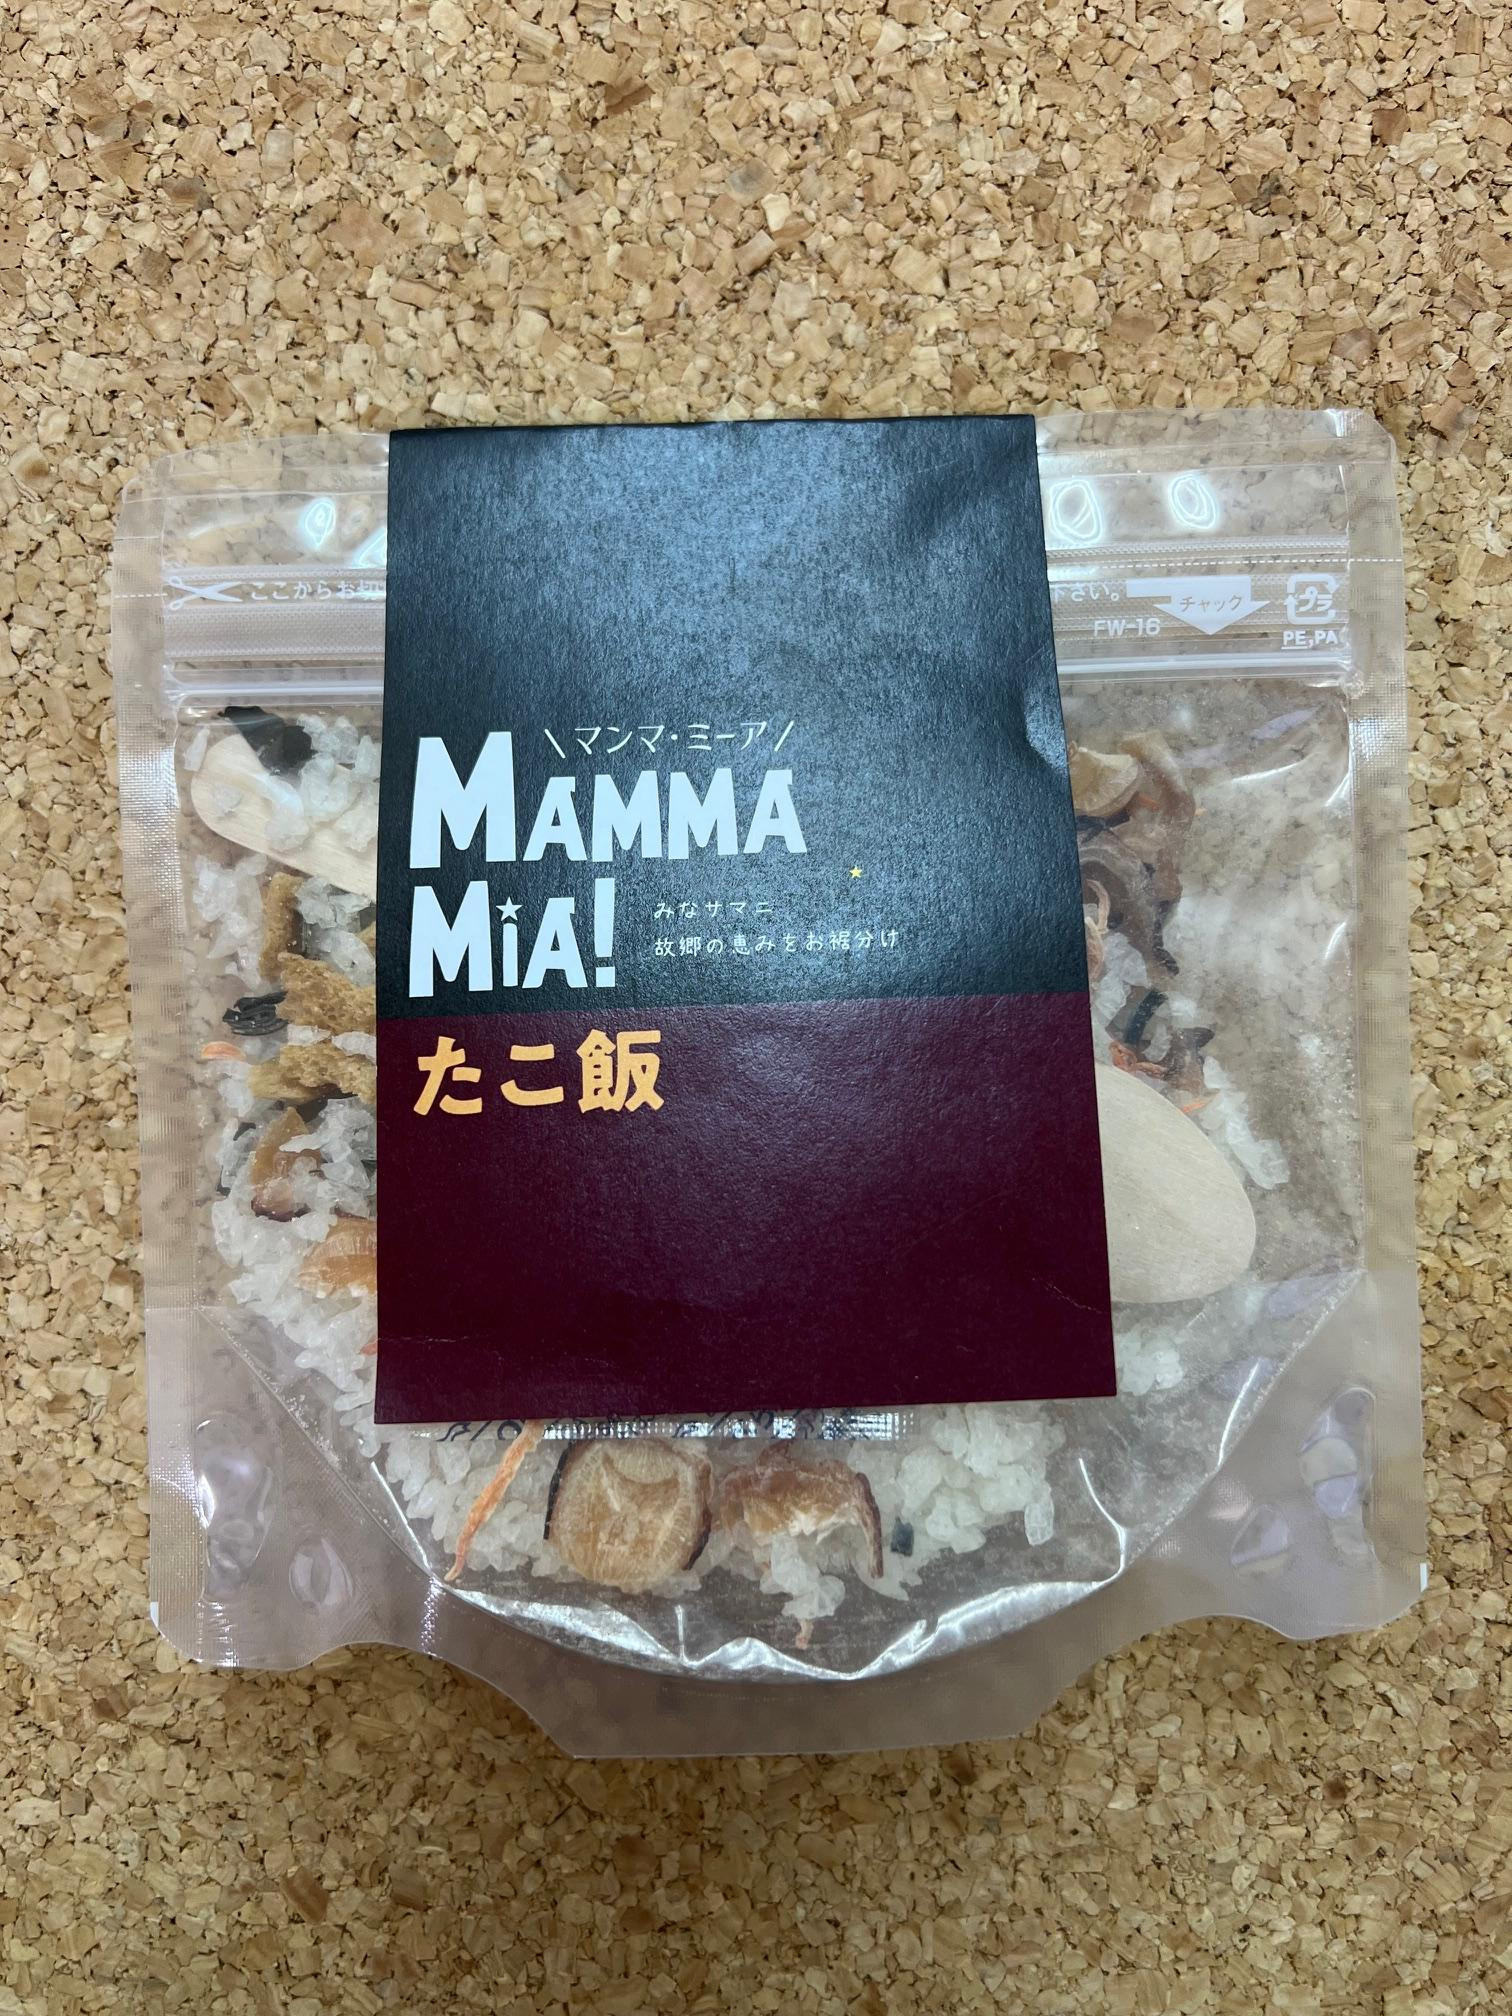 ここからお切
下さい。
チャック
プラ
FW-16
PE,PA
\マンマ・ミーア/
MAMMA
MiA!
みなサマニ
故郷の恵みをお裾分け
たこ飯